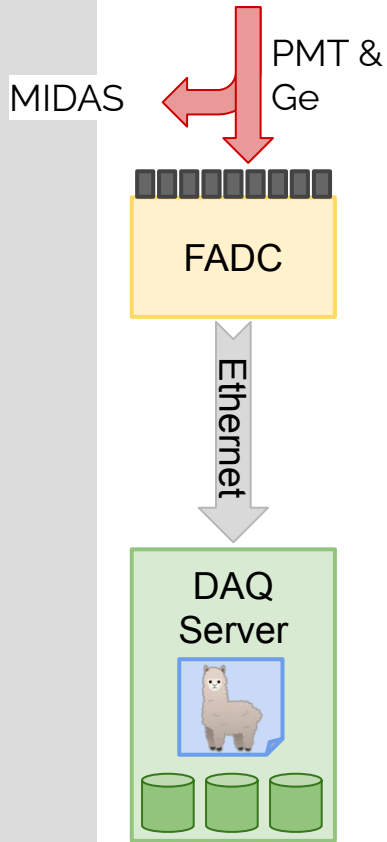 PMT &
Ge
MIDAS
FADC
Ethernet
DAQ
Server